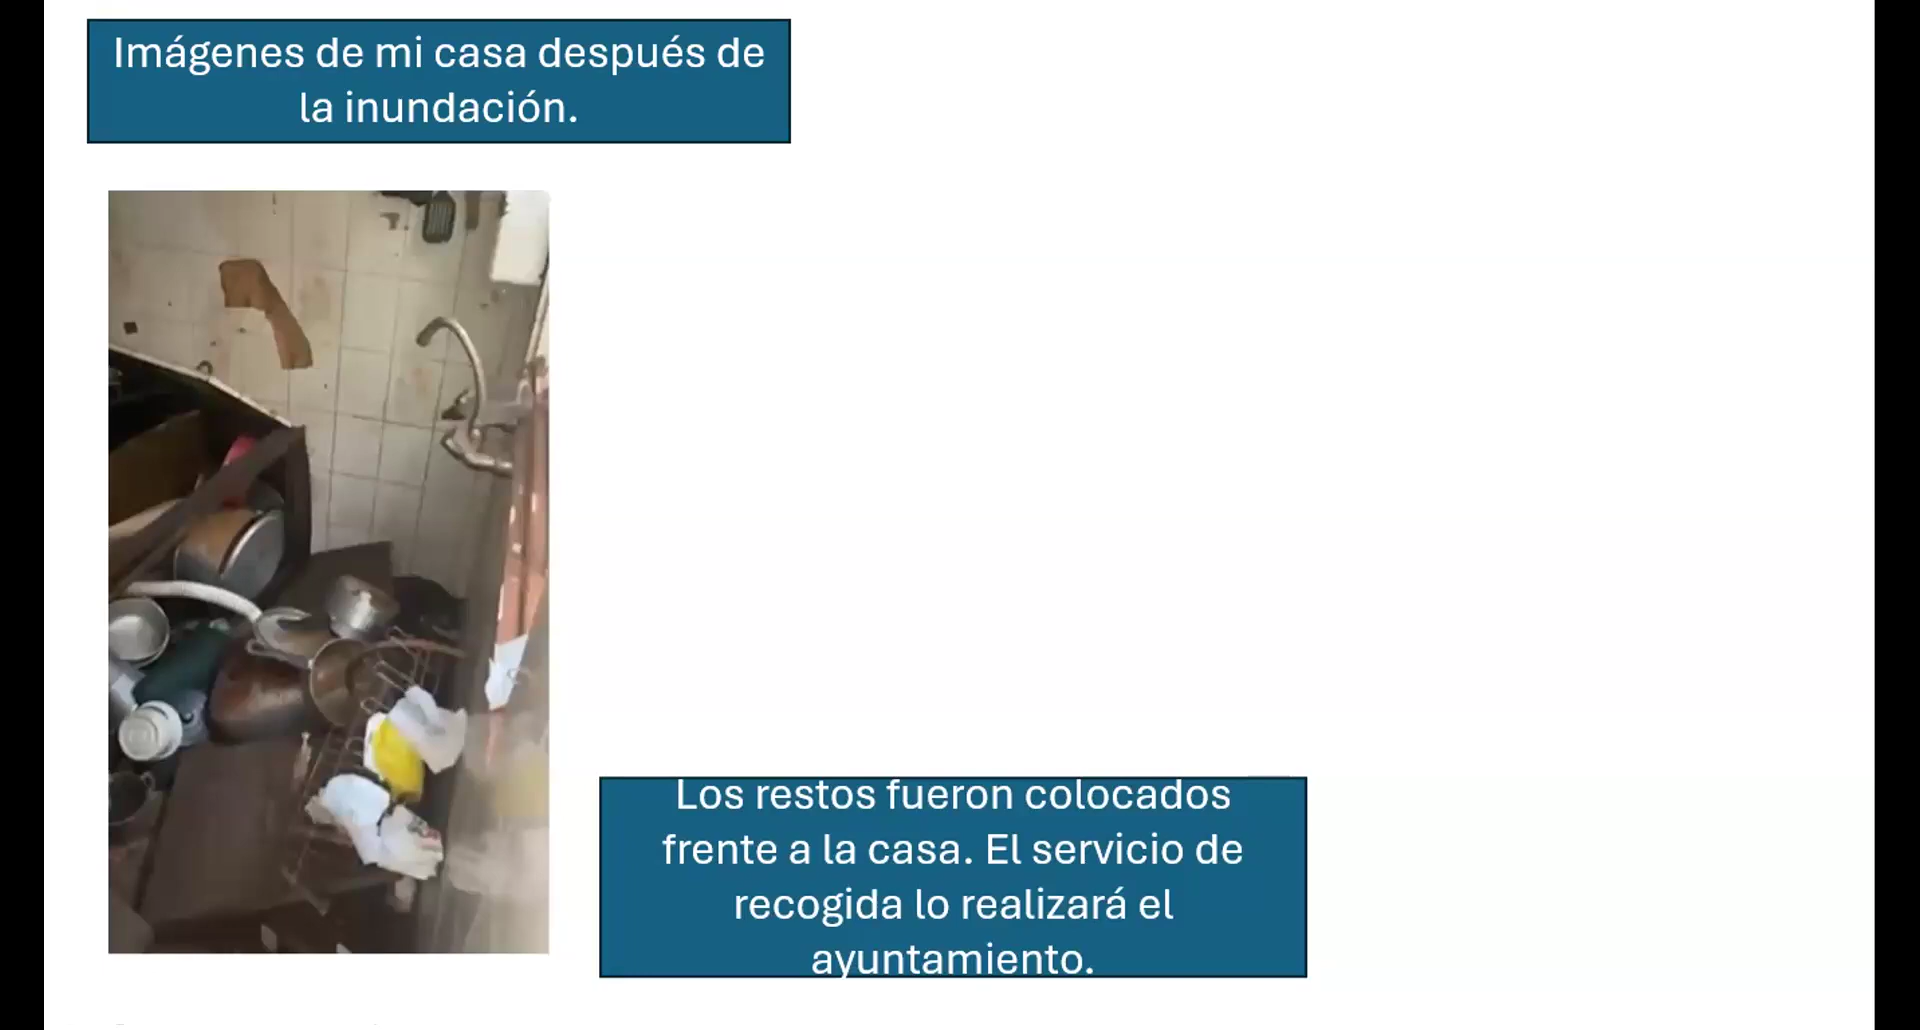 Imágenes de mi casa después de
la inundación.
Los restos fueron colocados
frente a la casa. El servicio de
recogida lo realizará el
ayuntamiento.